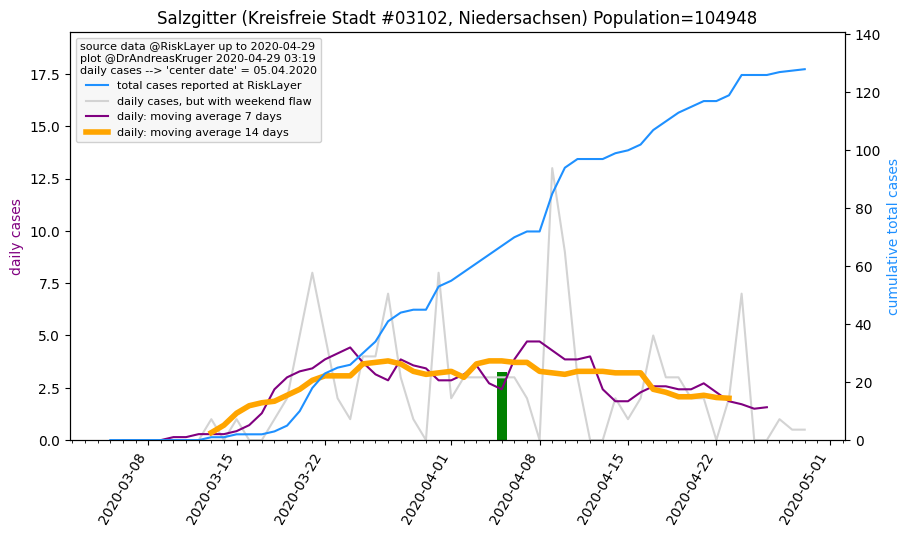 Salzgitter (Kreisfreie Stadt #03102, Niedersachsen) Population=104948
source data @RiskLayer up to 2020-04-29
plot @DrAndreasKruger 2020-04-29 03:19
daily cases --> 'center date' = 05.04.2020
total cases reported at RiskLayer
daily cases, but with weekend flaw
daily: moving average 7 days
daily: moving average 14 days
daily cases
17.5
15.0
12.5
10.0
7.5
5.0
2.5
0.0
140
120
100
80
60
40
20
0
cumulative total cases
2020-03-08
2020-03-15
2020-03-22
2020-04-01
2020-04-08
2020-04-15
2020-04-22
2020-05-01